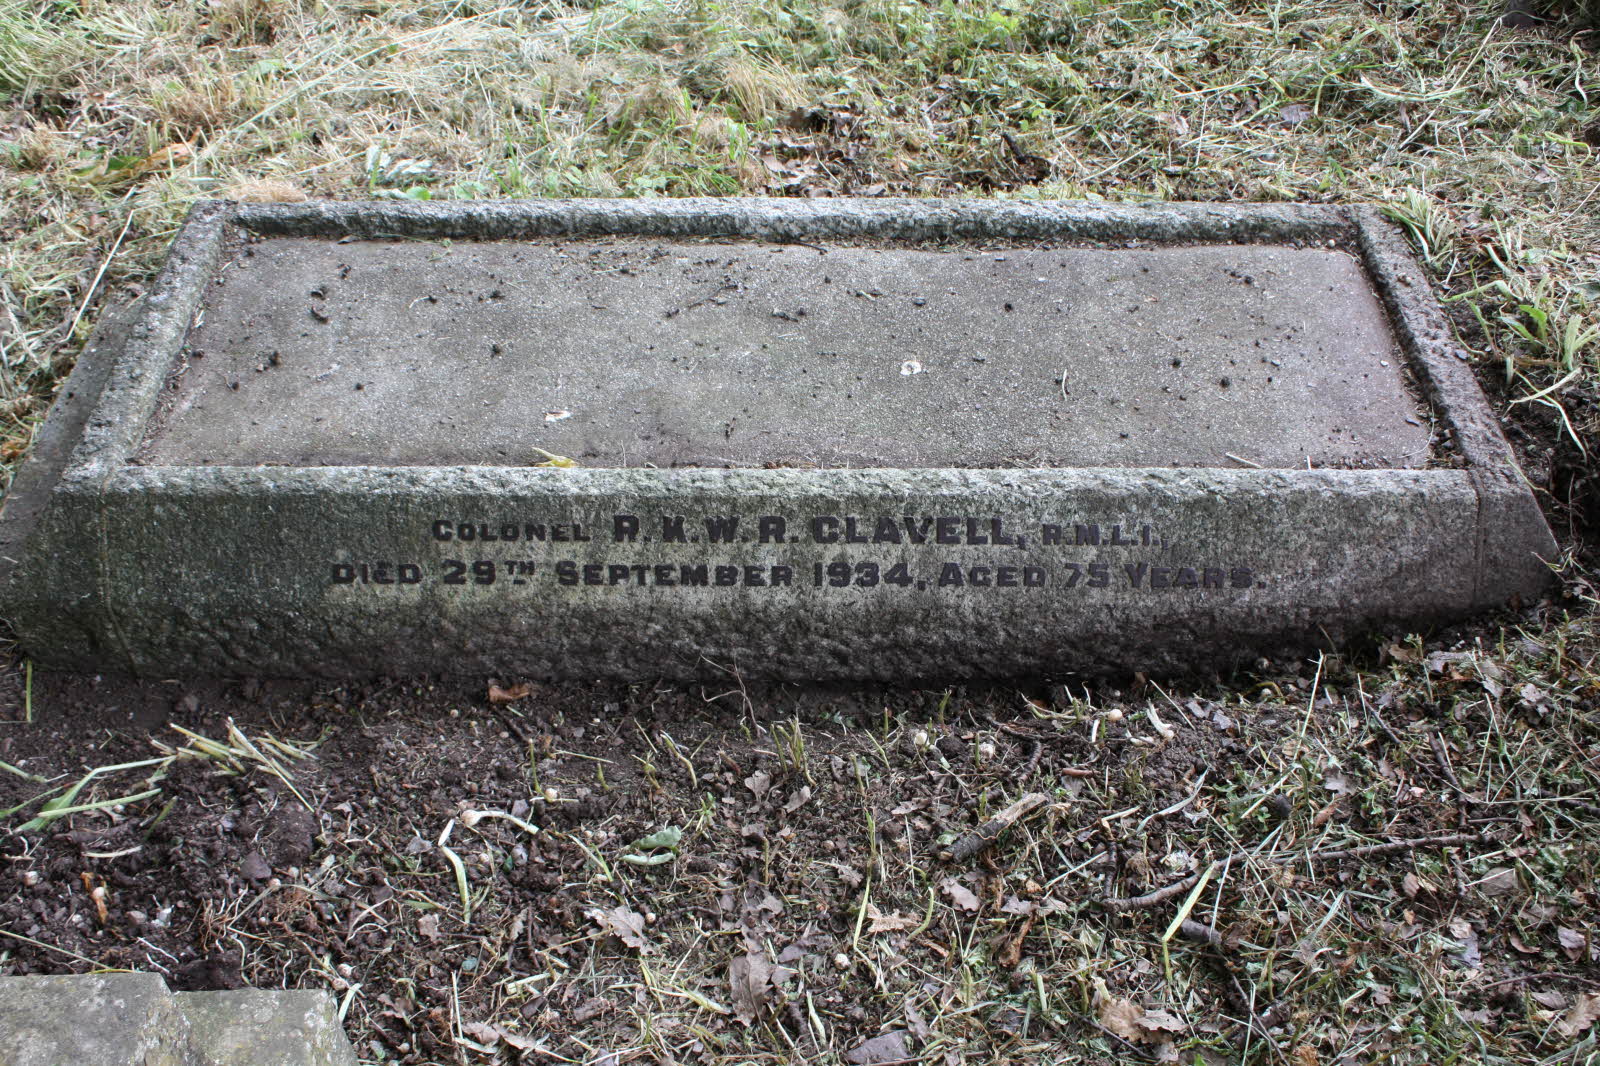 COLONEL R.K.W.R. CLAVELL, R.M.L.I.,
DIED 29TH SEPTEMBER 1934, AGED 75 YEARS.